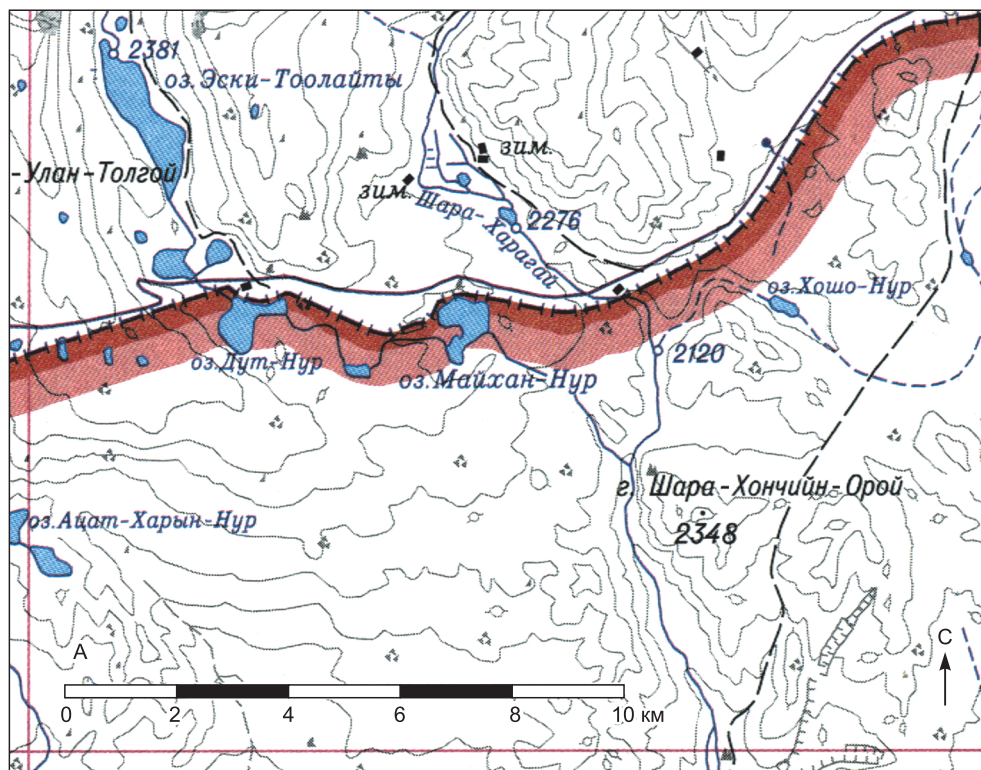 2381
оз. Эски-Тоолайты
-Улан-Толгой
зим.
зим.
Шара-Харагай
2276
оз. Хошо-Нур
оз. Дут-Нур
оз. Майхан-Нур
2120
г. Шара-Хончийн-Орой
2348
оз. Ацат-Харын-Нур
А
С
0 2 4 6 8 10 км